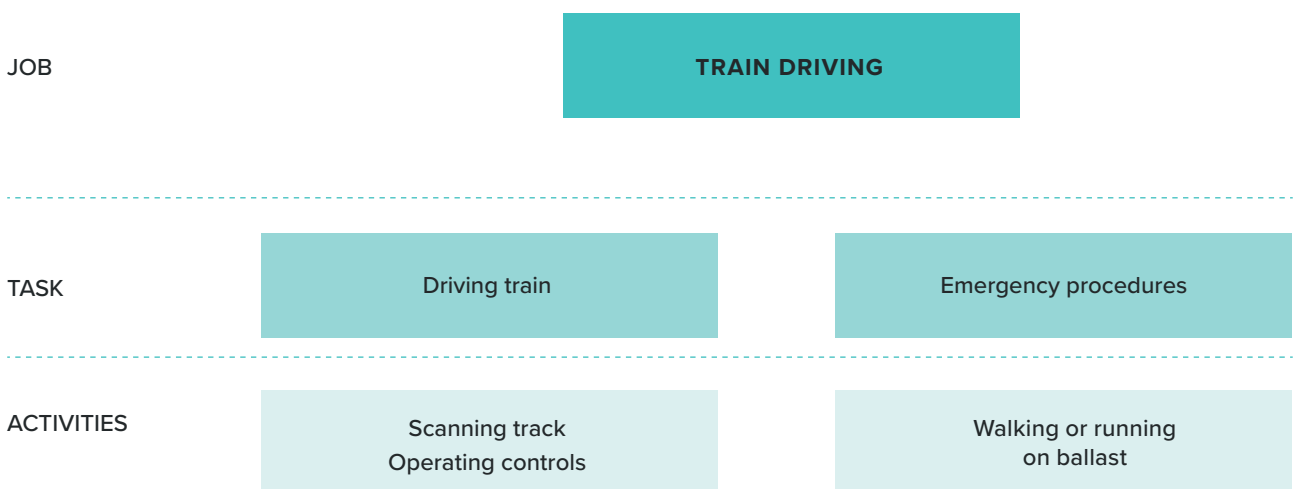 JOB
TRAIN DRIVING
TASK
Driving train
Emergency procedures
ACTIVITIES
Scanning track
Operating controls
Walking or running
on ballast